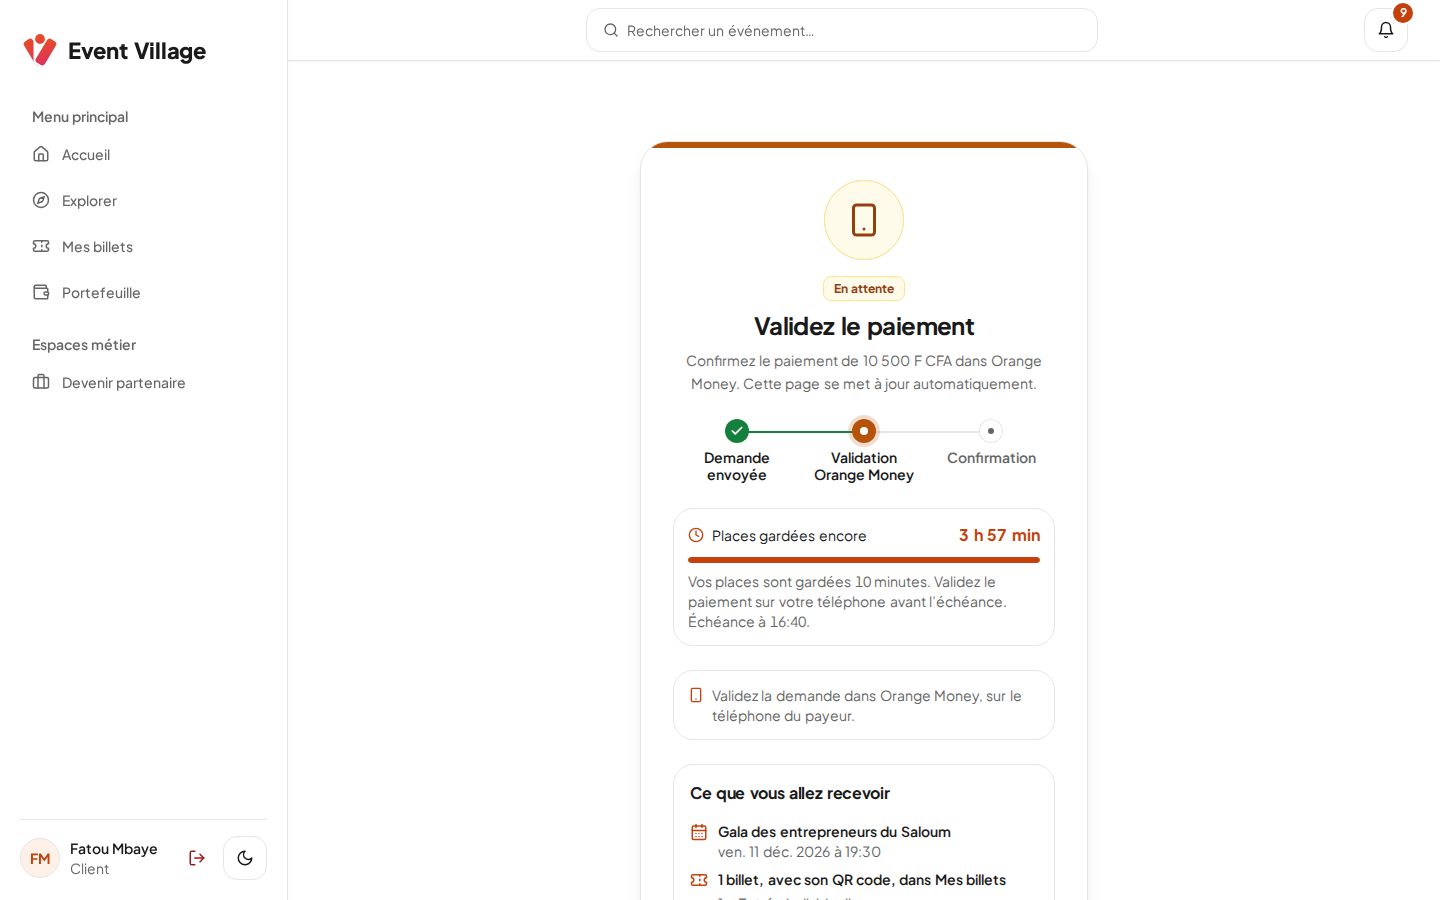 Event Village
Rechercher un événement...
9
Menu principal
Accueil
Explorer
Mes billets
Portefeuille
Espaces métier
Devenir partenaire
En attente
Validez le paiement
Confirmez le paiement de 10 500 F CFA dans Orange
Money. Cette page se met à jour automatiquement.
Demande
envoyée
Validation
Orange Money
Confirmation
Places gardées encore
3 h 57 min
Vos places sont gardées 10 minutes. Validez le
paiement sur votre téléphone avant l'échéance.
Échéance à 16:40.
Validez la demande dans Orange Money, sur le
téléphone du payeur.
Ce que vous allez recevoir
Gala des entrepreneurs du Saloum
ven. 11 déc. 2026 à 19:30
1 billet, avec son QR code, dans Mes billets
FM
Fatou Mbaye
Client